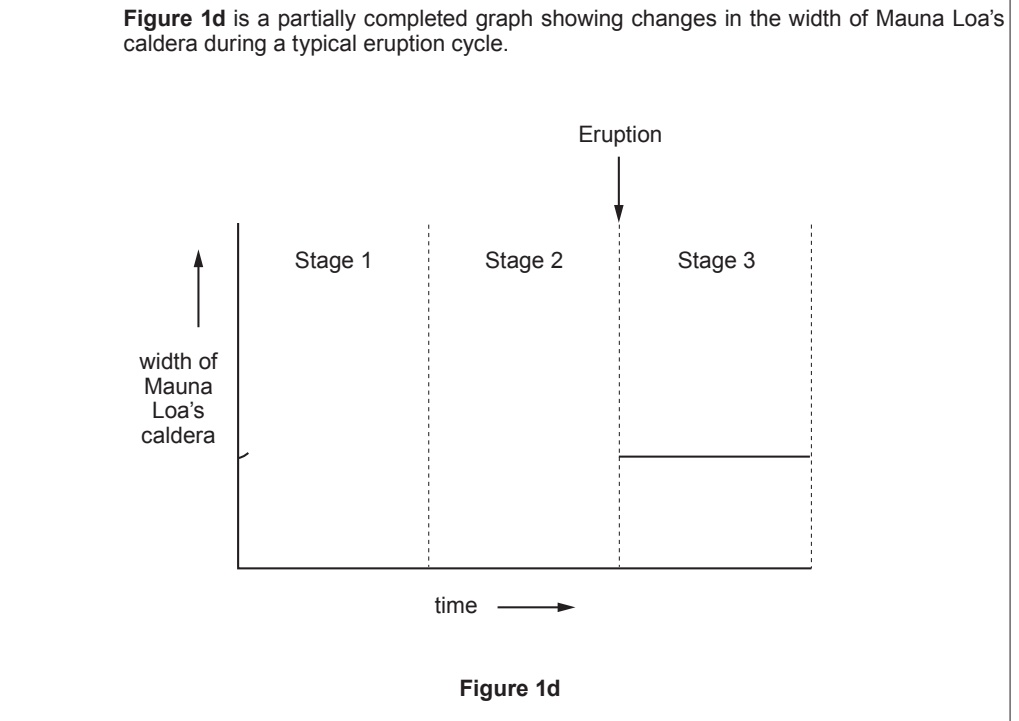 Figure 1d is a partially completed graph showing changes in the width of Mauna Loa's
caldera during a typical eruption cycle.
Eruption
Stage 1
Stage 2
Stage 3
width of
Mauna
Loa's
caldera
time
Figure 1d